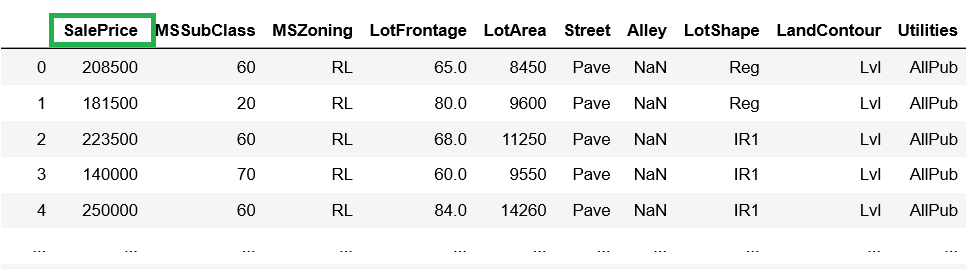 SalePrice MSSubClass MSZoning LotFrontage LotArea Street Alley LotShape LandContour Utilities
0 208500 60 RL 65.0 8450 Pave NaN Reg Lvl AllPub
1 181500 20 RL 80.0 9600 Pave NaN Reg Lvl AllPub
2 223500 60 RL 68.0 11250 Pave NaN IR1 Lvl AllPub
3 140000 70 RL 60.0 9550 Pave NaN IR1 Lvl AllPub
4 250000 60 RL 84.0 14260 Pave NaN IR1 Lvl AllPub
... ... ... ... ... ... ... ... ... ... ...